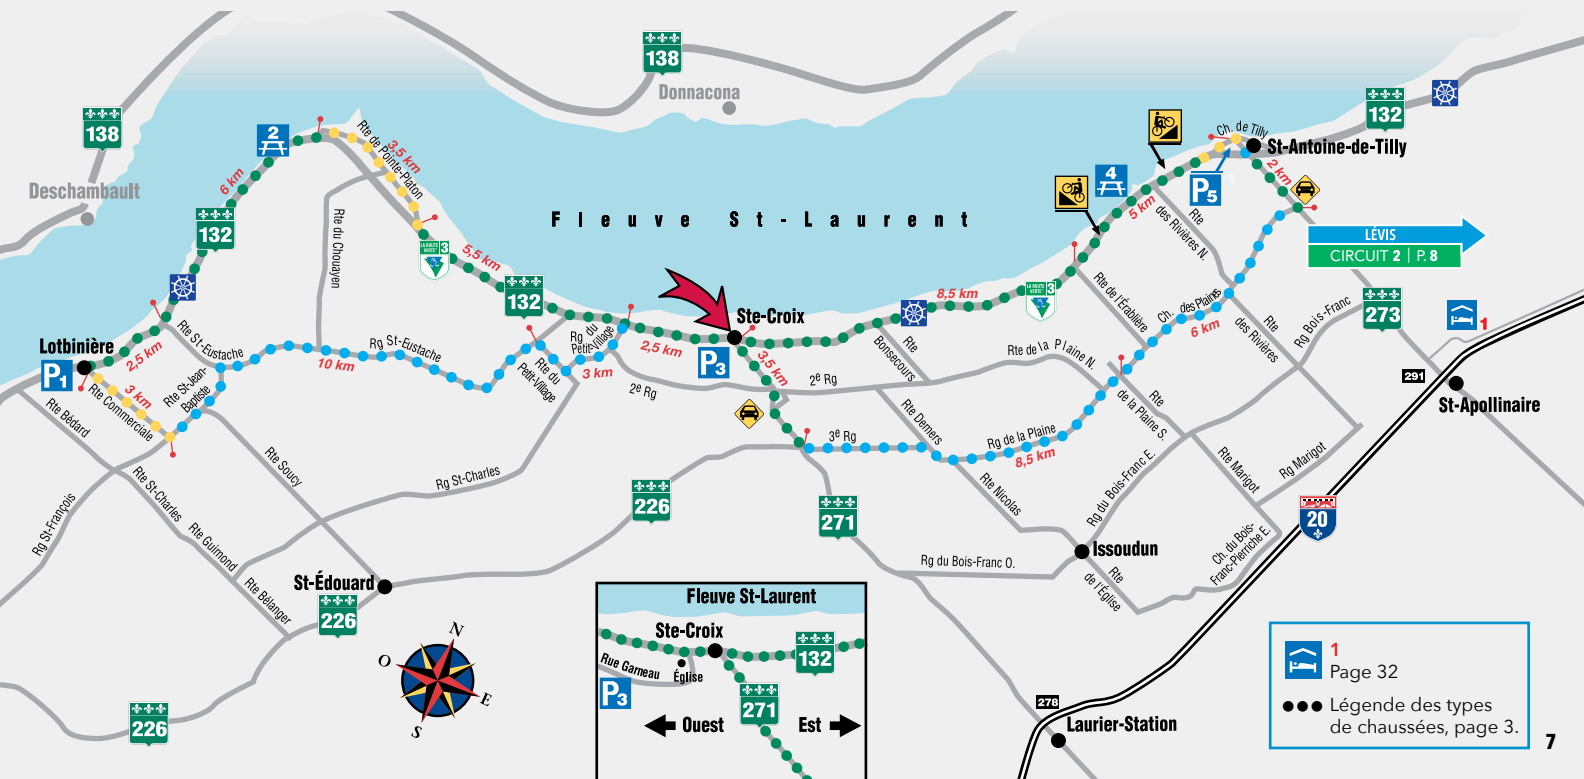 138
Donnacona
138
Deschambault
2
6 km
132
Rte de Pointe-Platon
3,5 km
Rte du Chouayen
LA ROUTE VERTE
3
5,5 km
132
Fleuve St-Laurent
Ch. de Tilly
132
St-Antoine-de-Tilly
P5
2 km
4
5 km
Rte
des Rivières N.
LÉVIS
CIRCUIT 2 | P. 8
Lotbinière
P1
2,5 km
3 km
Rte Commerciale
Rte Bédard
Rte St-Eustache
Rte St-Jean-
Baptiste
Rg St-Eustache
10 km
Rg du
Petit-Village
Rte du
Petit-Village
3 km
2,5 km
Ste-Croix
P3
3,5 km
8,5 km
LA ROUTE VERTE
3
Rte de l'Érablière
Ch. des Plaines
6 km
Rte
des Rivières
Rg Bois-Franc
273
1
291
St-Apollinaire
Rte
Bonsecours
Rte de la Plaine N.
2e Rg
2e Rg
3e Rg
Rte Demers
Rg de la Plaine
8,5 km
Rte
de la Plaine S.
Rte Marigot
Rg Marigot
Rte Soucy
Rg St-Charles
Rte St-Charles
Rg St-François
Rte Guimond
Rte Bélanger
St-Édouard
226
226
226
271
Rte Nicolas
Rg du Bois-Franc E.
Issoudun
Rg du Bois-Franc O.
Rte
de l'Église
Ch. du Bois-
Franc-Pierriche E.
20
N
O
E
S
Fleuve St-Laurent
Ste-Croix
132
Rue Garneau
Église
P3
271
Ouest
Est
278
Laurier-Station
1
Page 32
Légende des types
de chaussées, page 3.
7